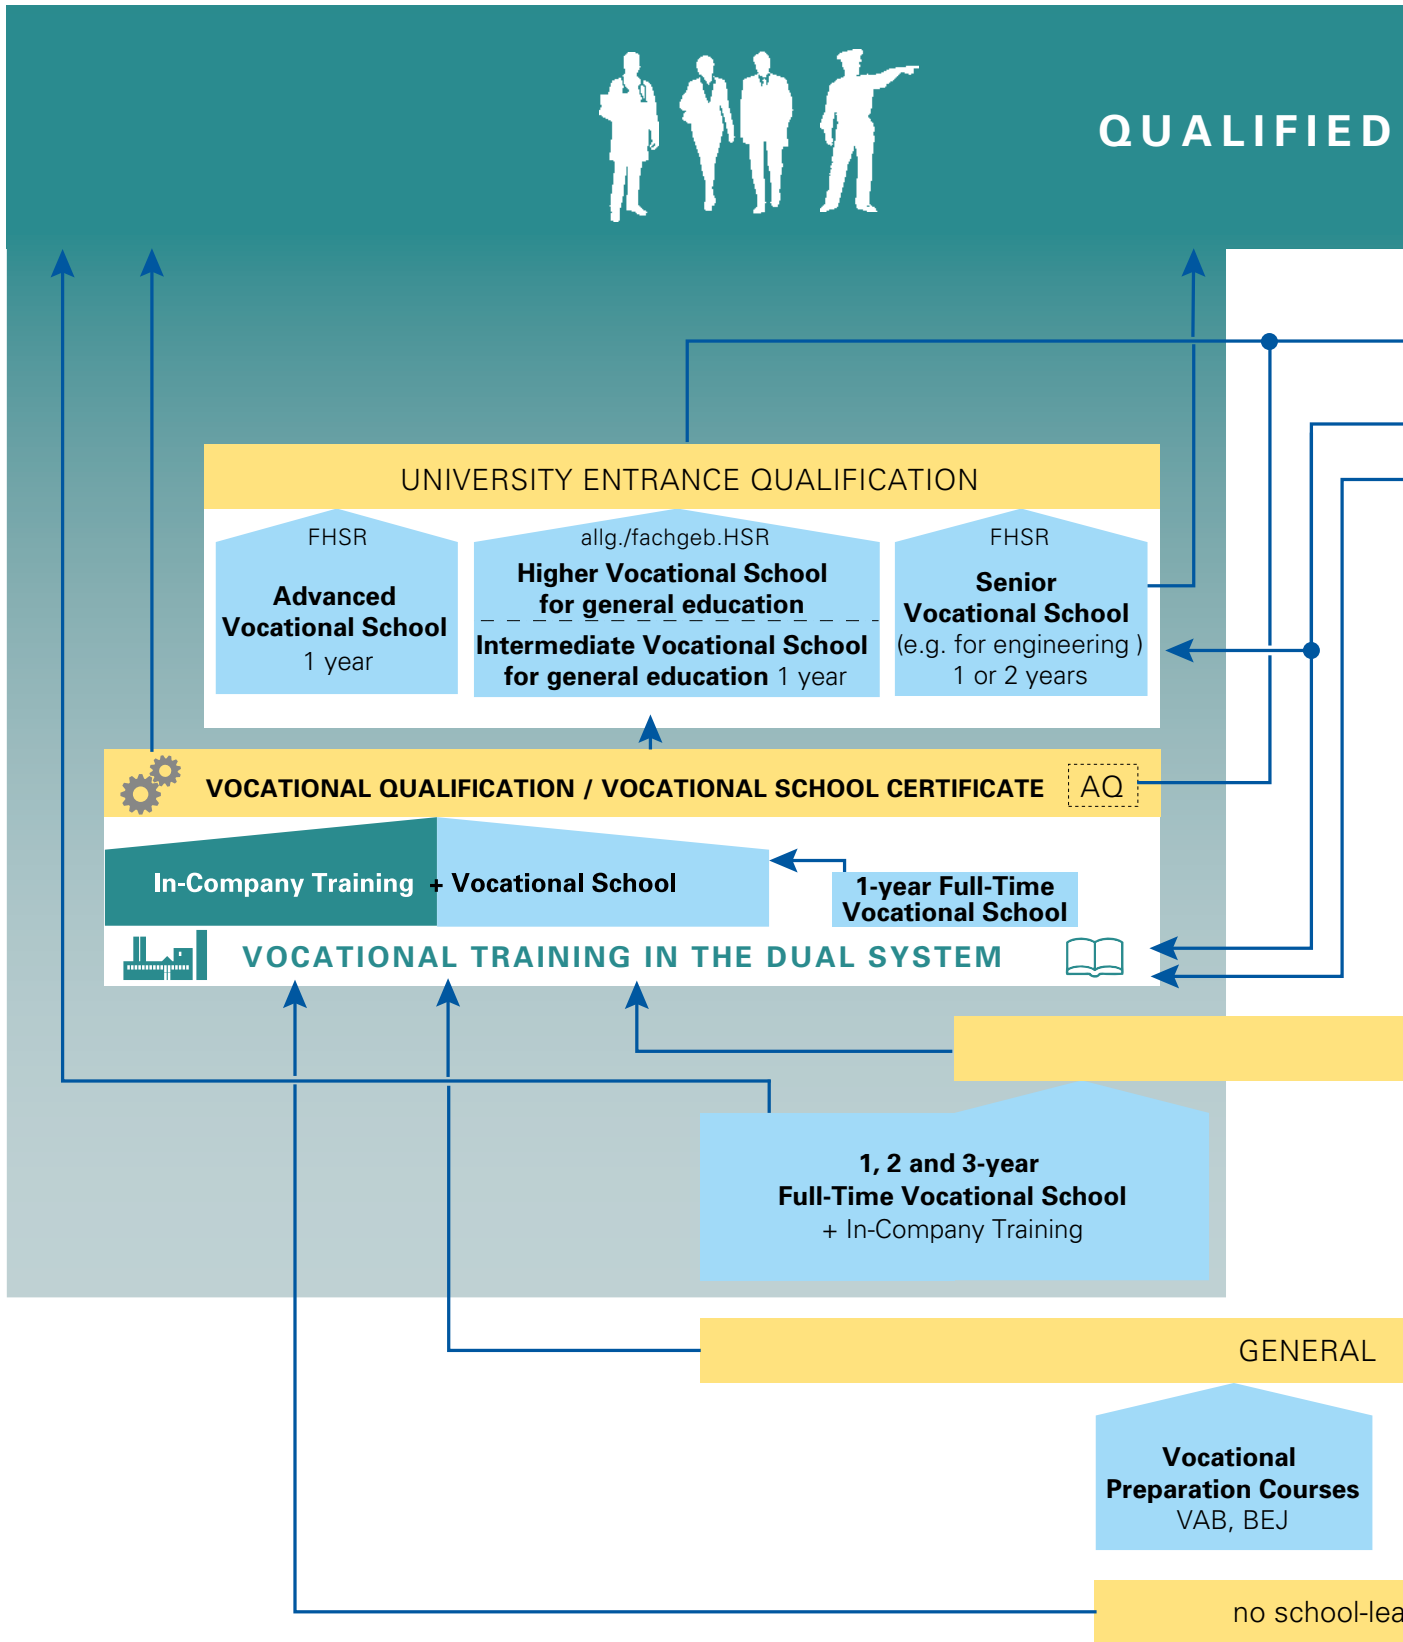 QUALIFIED
UNIVERSITY ENTRANCE QUALIFICATION
FHSR
Advanced
Vocational School
1 year
allg./fachgeb.HSR
Higher Vocational School
for general education
Intermediate Vocational School
for general education 1 year
FHSR
Senior
Vocational School
(e.g. for engineering )
1 or 2 years
VOCATIONAL QUALIFICATION / VOCATIONAL SCHOOL CERTIFICATE AQ
In-Company Training + Vocational School
1-year Full-Time
Vocational School
VOCATIONAL TRAINING IN THE DUAL SYSTEM
1, 2 and 3-year
Full-Time Vocational School
+ In-Company Training
GENERAL
Vocational
Preparation Courses
VAB, BEJ
no school-lea